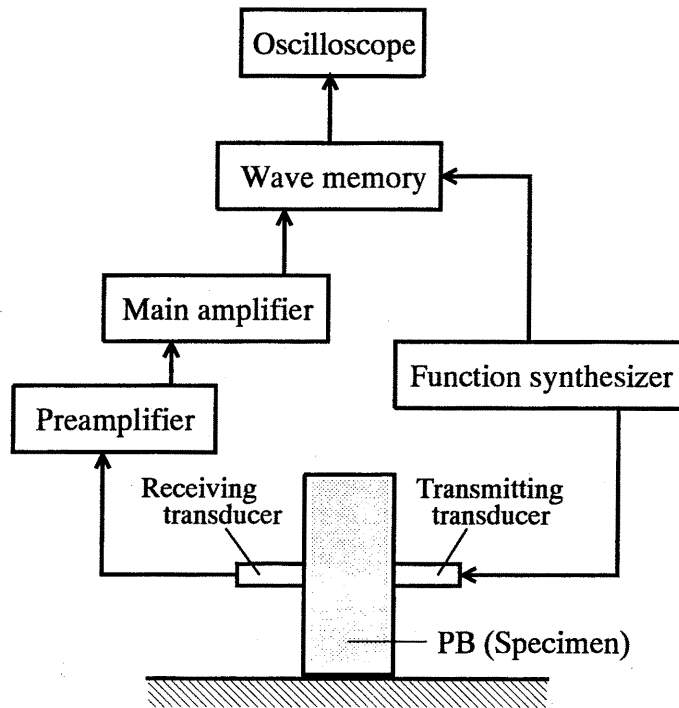 Oscilloscope
Wave memory
Main amplifier
Function synthesizer
Preamplifier
Receiving
transducer
Transmitting
transducer
PB (Specimen)